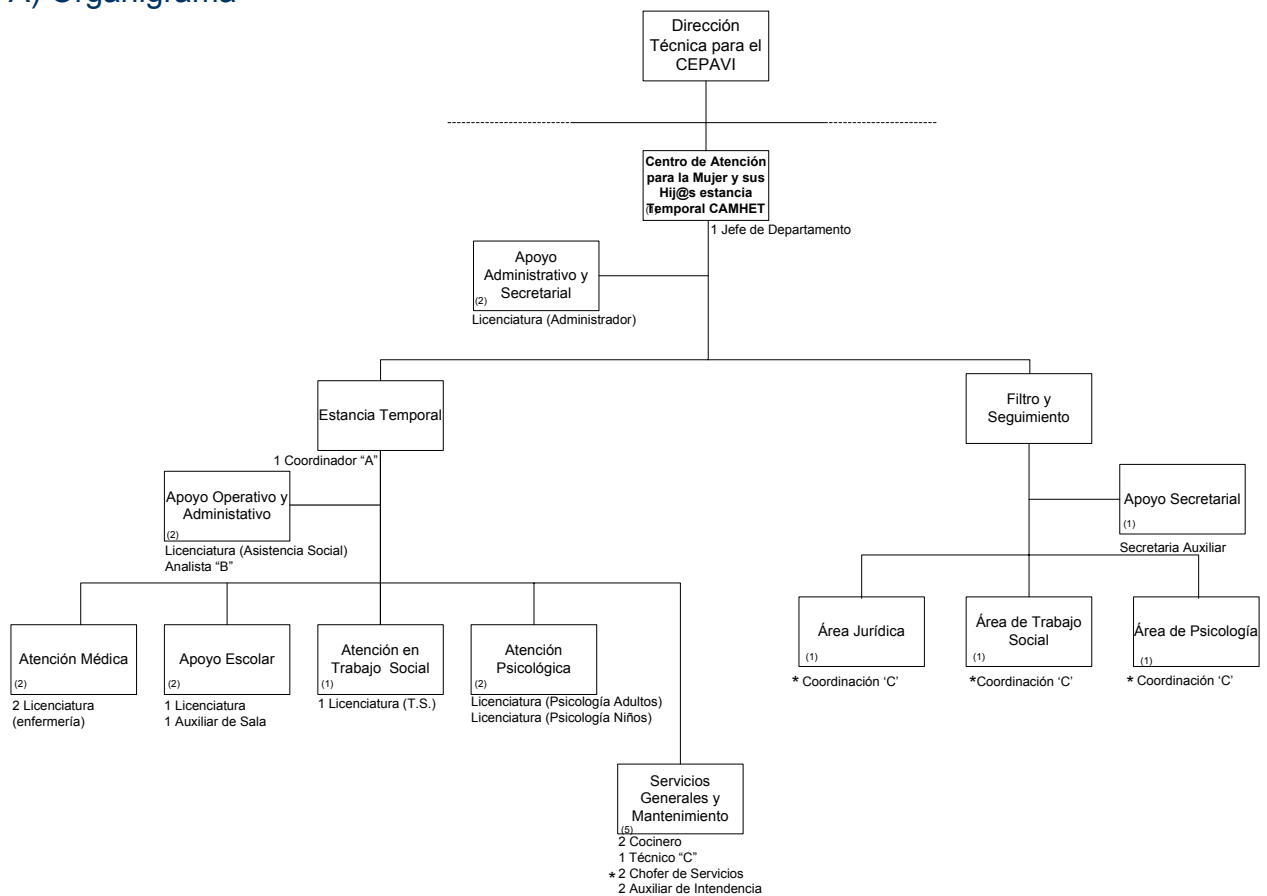 A) Organigrama
Dirección
Técnica para el
CEPAVI
Centro de Atención
para la Mujer y sus
Hij@s estancia
Temporal CAMHET
1 Jefe de Departamento
Apoyo
Administrativo y
Secretarial
(2)
Licenciatura (Administrador)
Estancia Temporal
1 Coordinador “A”
Filtro y
Seguimiento
Apoyo Operativo y
Administativo
(2)
Licenciatura (Asistencia Social)
Analista “B”
Apoyo Secretarial
(1)
Secretaria Auxiliar
Atención Médica
(2)
2 Licenciatura
(enfermería)
Apoyo Escolar
(2)
1 Licenciatura
1 Auxiliar de Sala
Atención en
Trabajo Social
(1)
1 Licenciatura (T.S.)
Atención
Psicológica
(2)
Licenciatura (Psicología Adultos)
Licenciatura (Psicología Niños)
Área Jurídica
(1)
* Coordinación ‘C’
Área de Trabajo
Social
(1)
*Coordinación ‘C’
Área de Psicología
(1)
* Coordinación ‘C’
Servicios
Generales y
Mantenimiento
(5)
2 Cocinero
1 Técnico “C”
* 2 Chofer de Servicios
2 Auxiliar de Intendencia